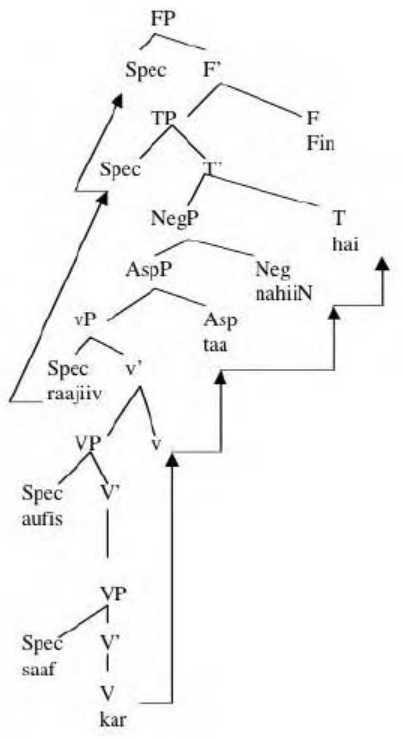 FP
Spec F'
TP F
Fin
Spec T'
NegP T
hai
AspP Neg
nahiiN
vP Asp
taa
Spec v'
raajiiv
VP v
Spec V'
aufis
VP
Spec V'
saaf
V
kar